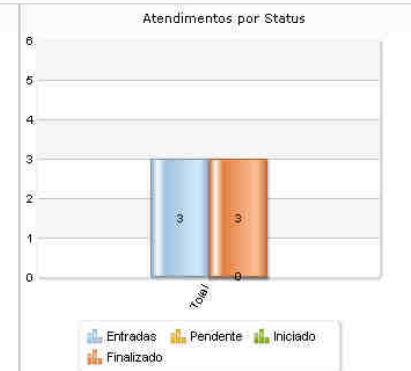 Atendimentos por Status
6
5
4
3
2
1
0
3 3
0
Total
Entradas Pendente Iniciado
Finalizado